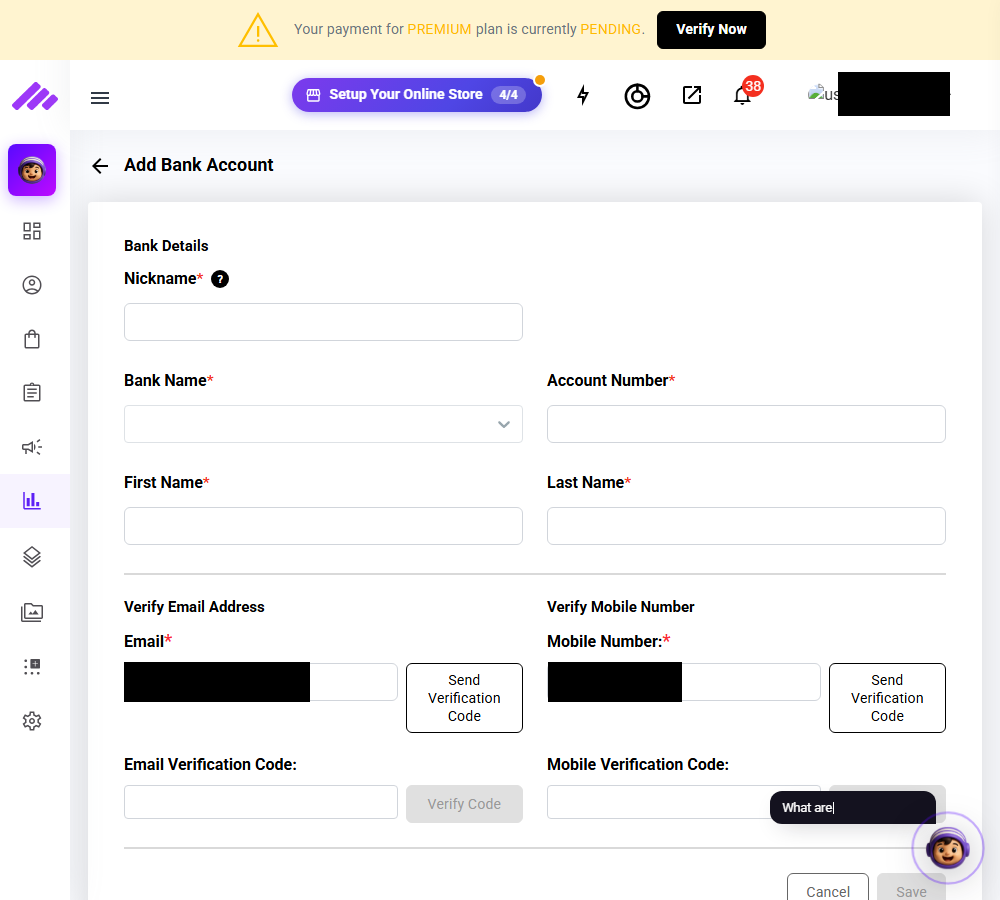 Your payment for PREMIUM plan is currently PENDING.
Verify Now
Setup Your Online Store 4/4
38
us
Add Bank Account
Bank Details
Nickname* ?
Bank Name*
Account Number*
First Name*
Last Name*
Verify Email Address
Verify Mobile Number
Email*
Mobile Number:*
Send
Verification
Code
Send
Verification
Code
Email Verification Code:
Mobile Verification Code:
Verify Code
What are
Cancel
Save